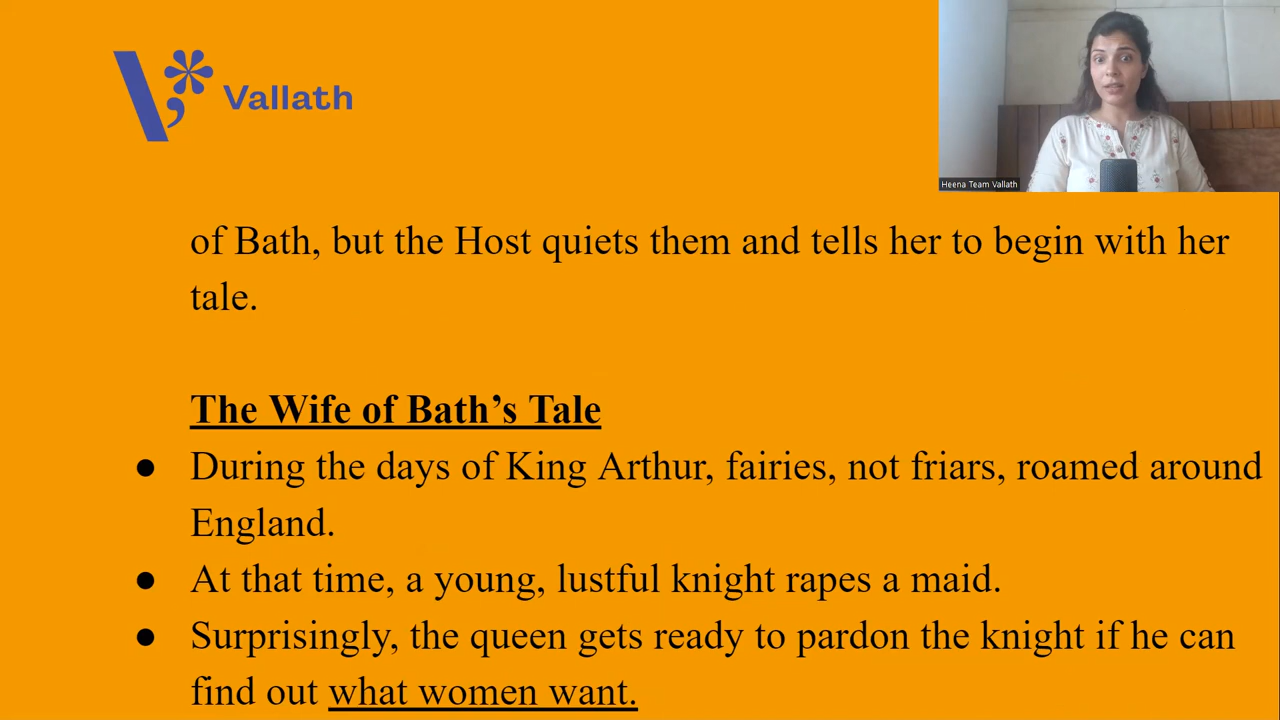 Vallath
Heena Team Vallath
of Bath, but the Host quiets them and tells her to begin with her
tale.
The Wife of Bath’s Tale
● During the days of King Arthur, fairies, not friars, roamed around
England.
● At that time, a young, lustful knight rapes a maid.
● Surprisingly, the queen gets ready to pardon the knight if he can
find out what women want.